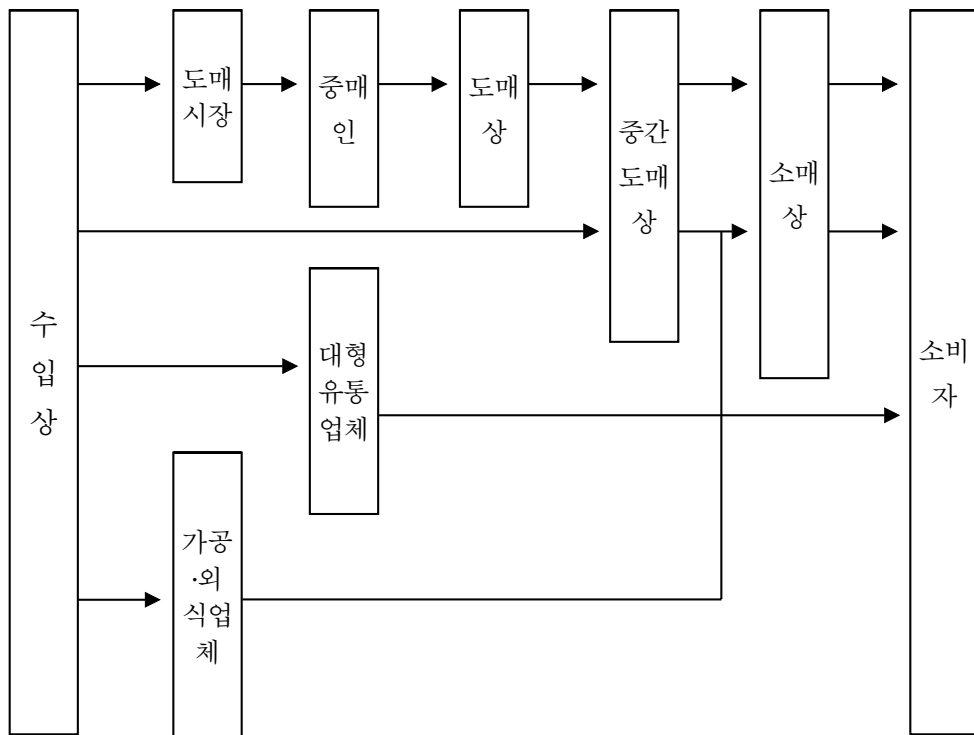 도매
시장
중매
인
도매
상
중간
도매
상
소매
상
수
입
상
대형
유통
업체
소비
자
가공
·외
식업
체